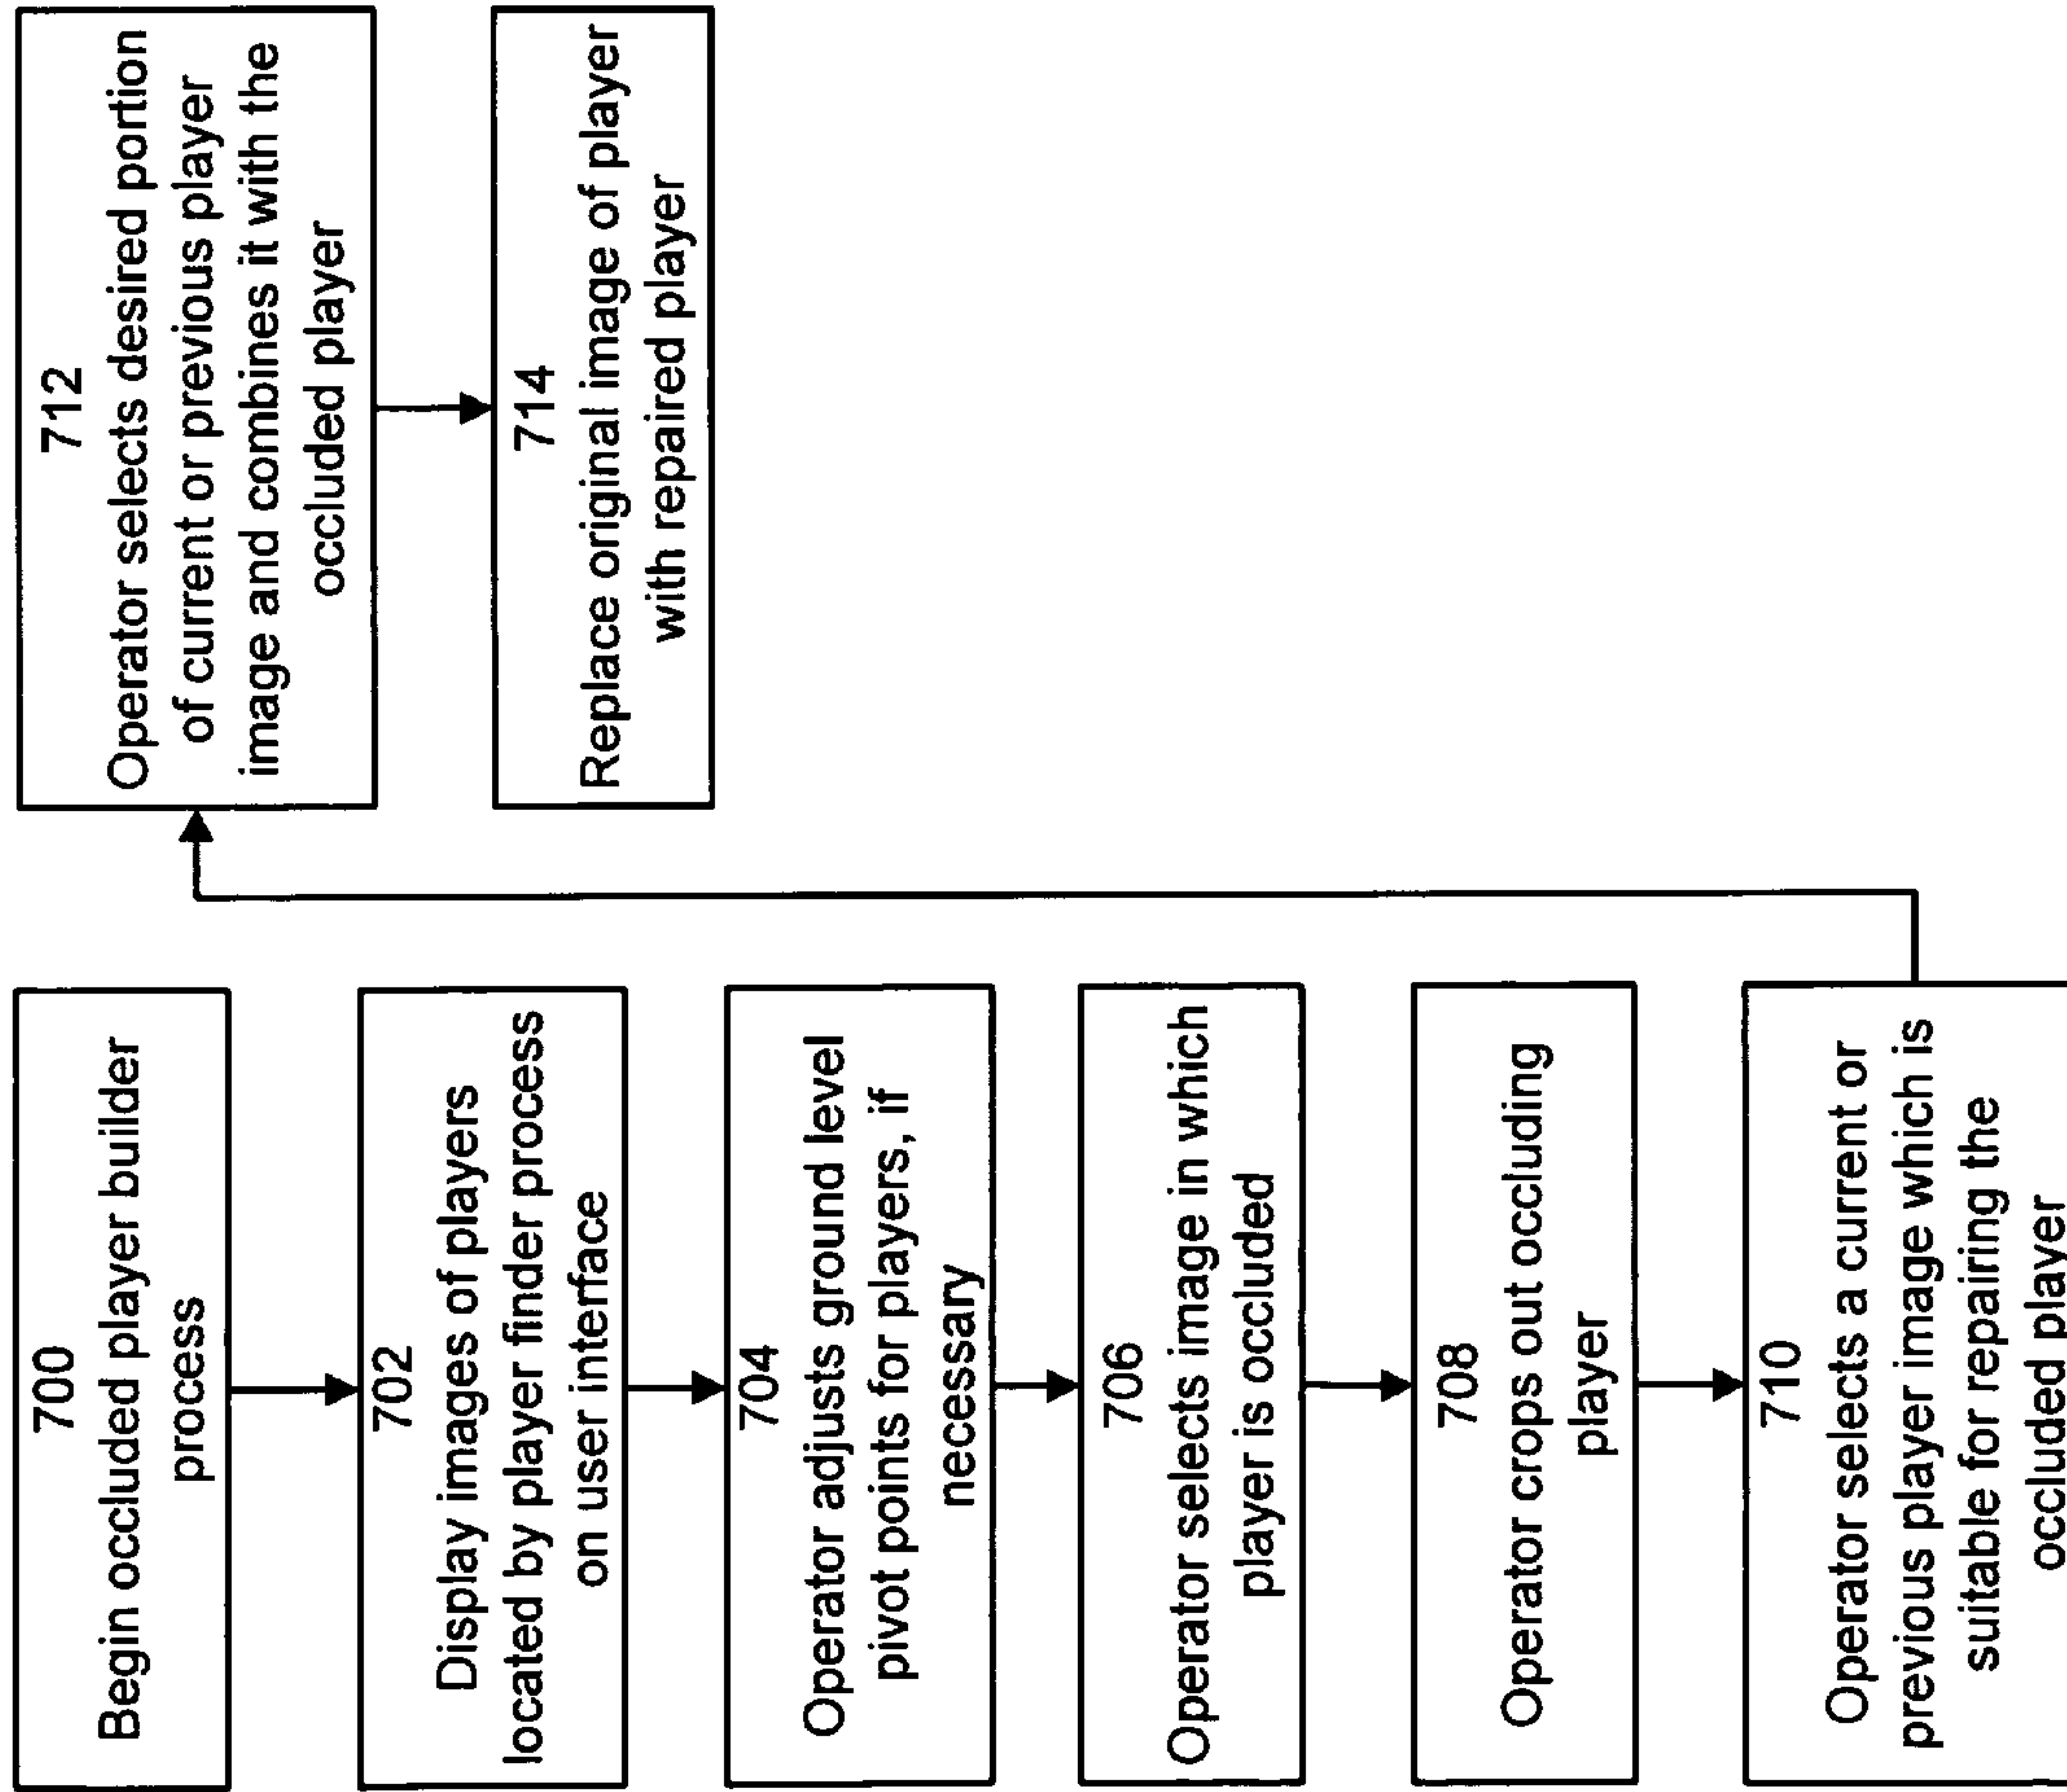 700
Begin occluded player builder
process
702
Display images of players
located by player finder process
on user interface
704
Operator adjusts ground level
pivot points for players, if
necessary
706
Operator selects image in which
player is occluded
708
Operator crops out occluding
player
710
Operator selects a current or
previous player image which is
suitable for repairing the
occluded player
712
Operator selects desired portion
of current or previous player
image and combines it with the
occluded player
714
Replace original image of player
with repaired player